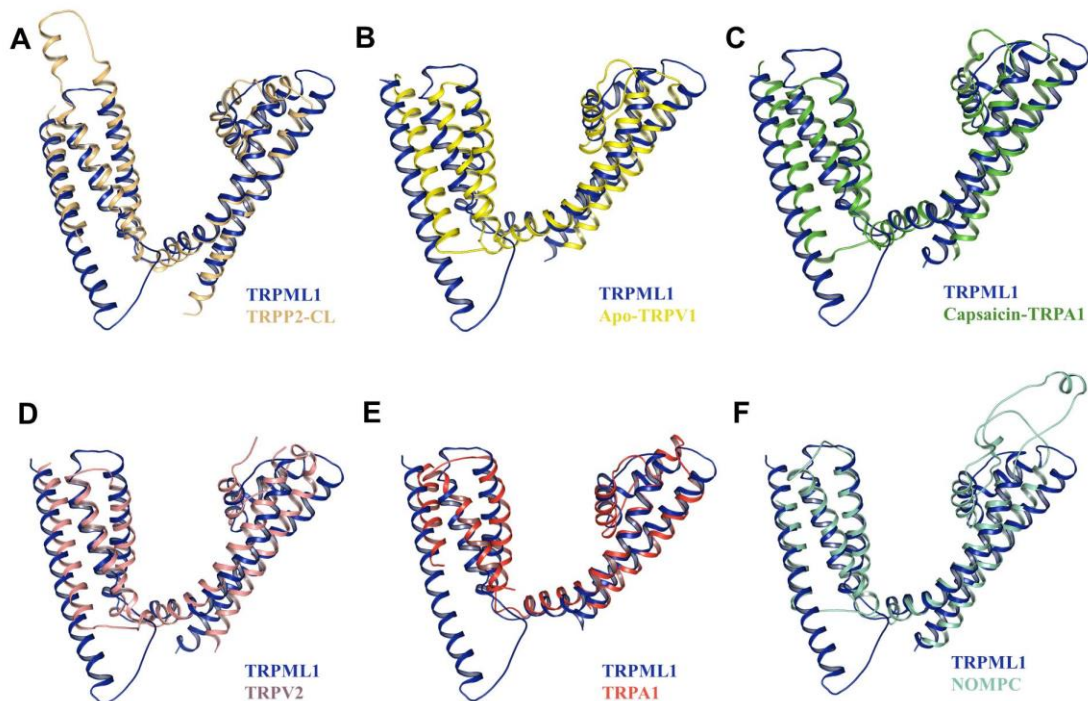 A
TRPML1
TRPP2-CL
B
TRPML1
Apo-TRPV1
C
TRPML1
Capsaicin-TRPA1
D
TRPML1
TRPV2
E
TRPML1
TRPA1
F
TRPML1
NOMPC